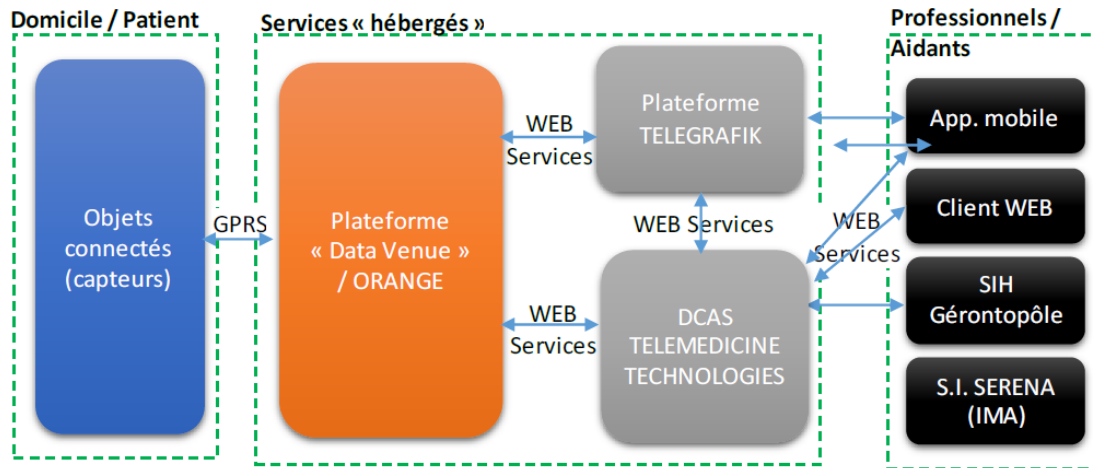 Domicile / Patient
Services « hébergés »
Professionnels /
Aidants
Objets
connectés
(capteurs)
GPRS
Plateforme
« Data Venue »
/ ORANGE
WEB
Services
WEB
Services
Plateforme
TELEGRAFIK
WEB Services
DCAS
TELEMEDICINE
TECHNOLOGIES
WEB
Services
App. mobile
Client WEB
SIH
Gérontopôle
S.I. SERENA
(IMA)